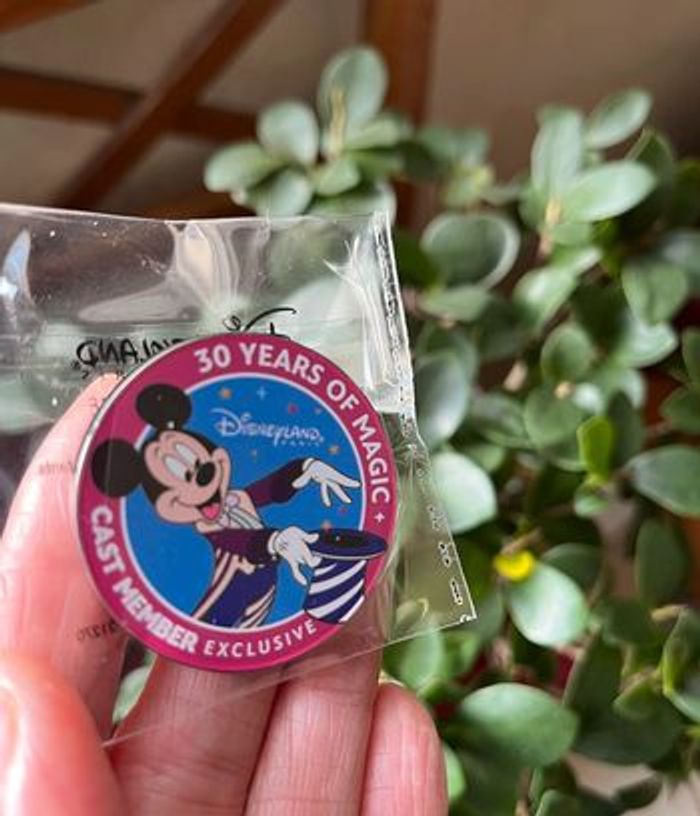 30 YEARS OF MAGIC
DISNEYLAND
PARIS
CAST MEMBER EXCLUSIVE